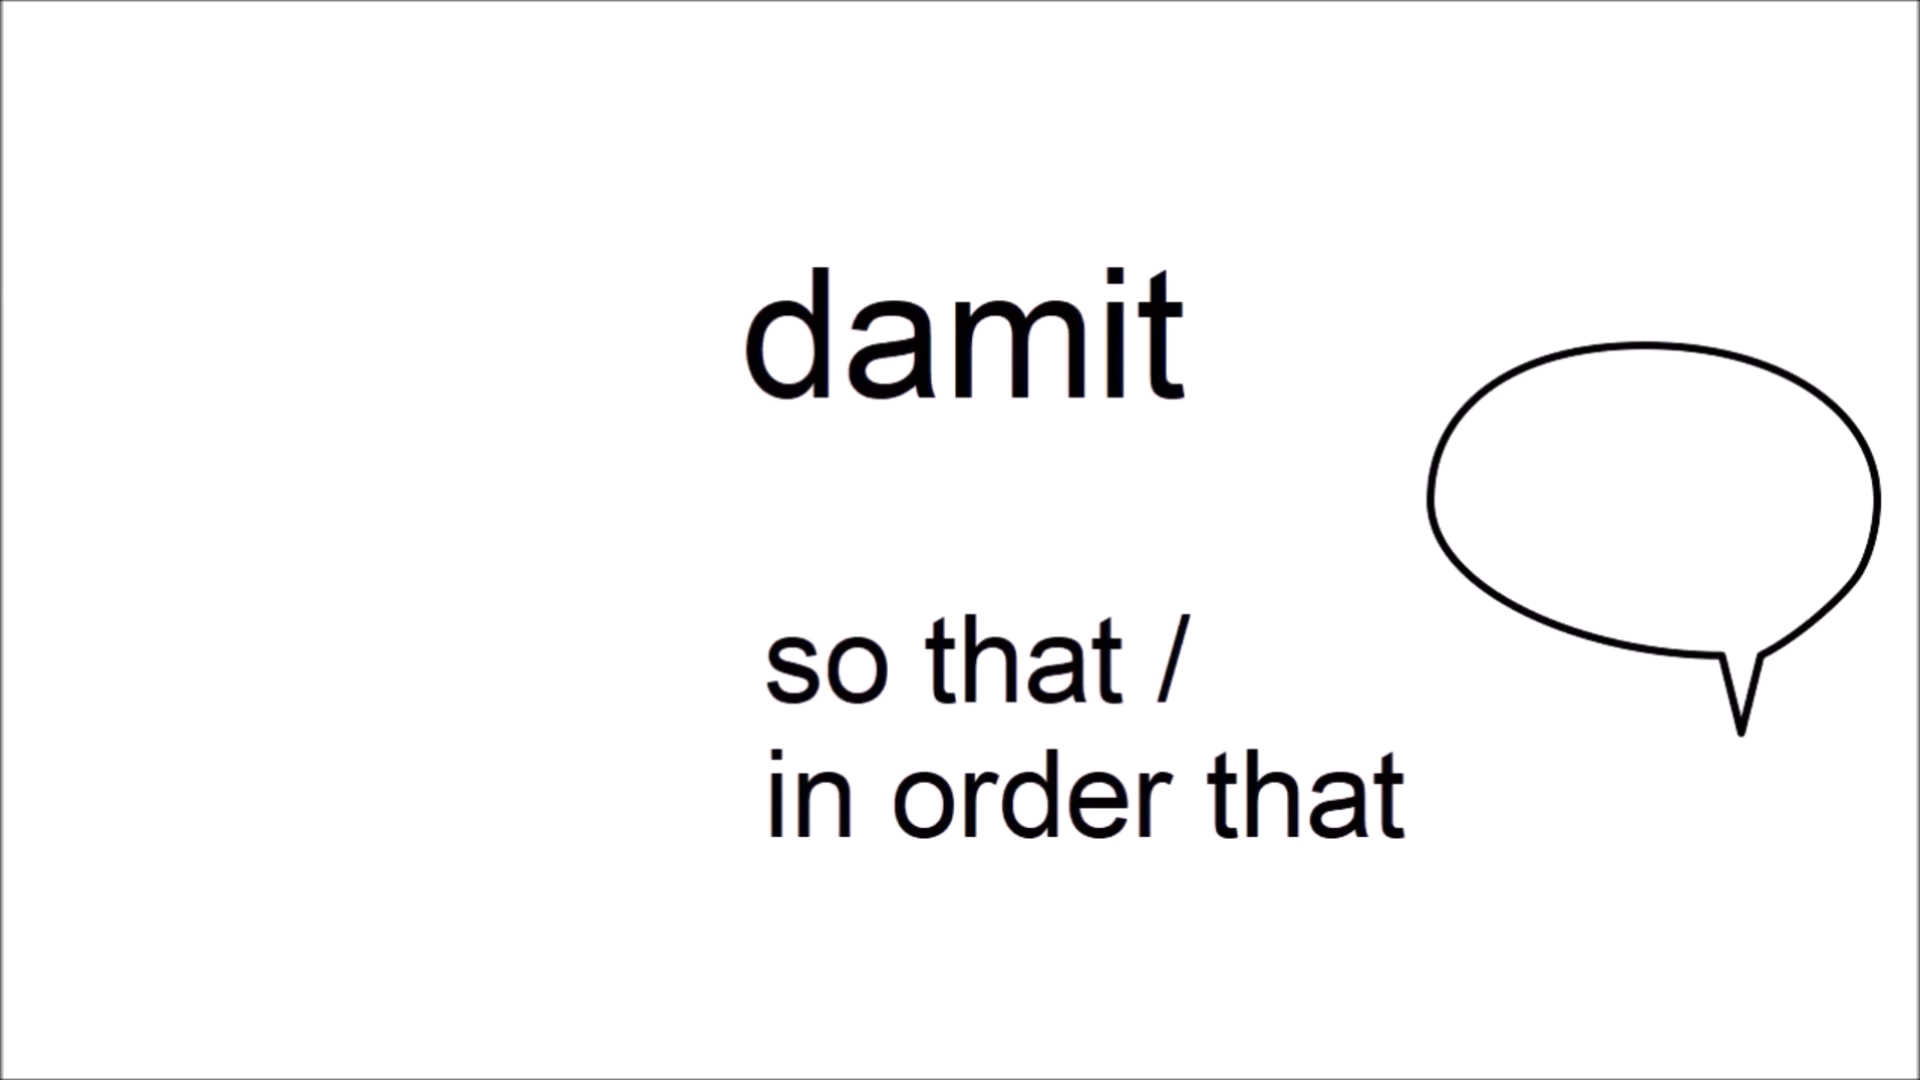 damit
so that /
in order that